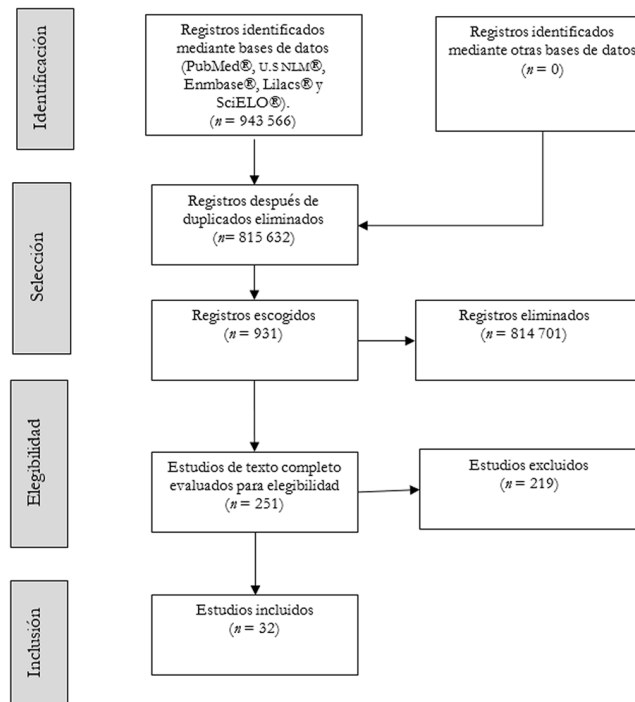 Identificación
Registros identificados
mediante bases de datos
(PubMed®, U.S NLM®,
Enmbase®, Lilacs® y
SciELO®).
(n = 943 566)
Registros identificados
mediante otras bases de datos
(n = 0)
Selección
Registros después de
duplicados eliminados
(n= 815 632)
Registros escogidos
(n = 931)
Registros eliminados
(n = 814 701)
Elegibilidad
Estudios de texto completo
evaluados para elegibilidad
(n = 251)
Estudios excluidos
(n = 219)
Inclusión
Estudios incluidos
(n = 32)